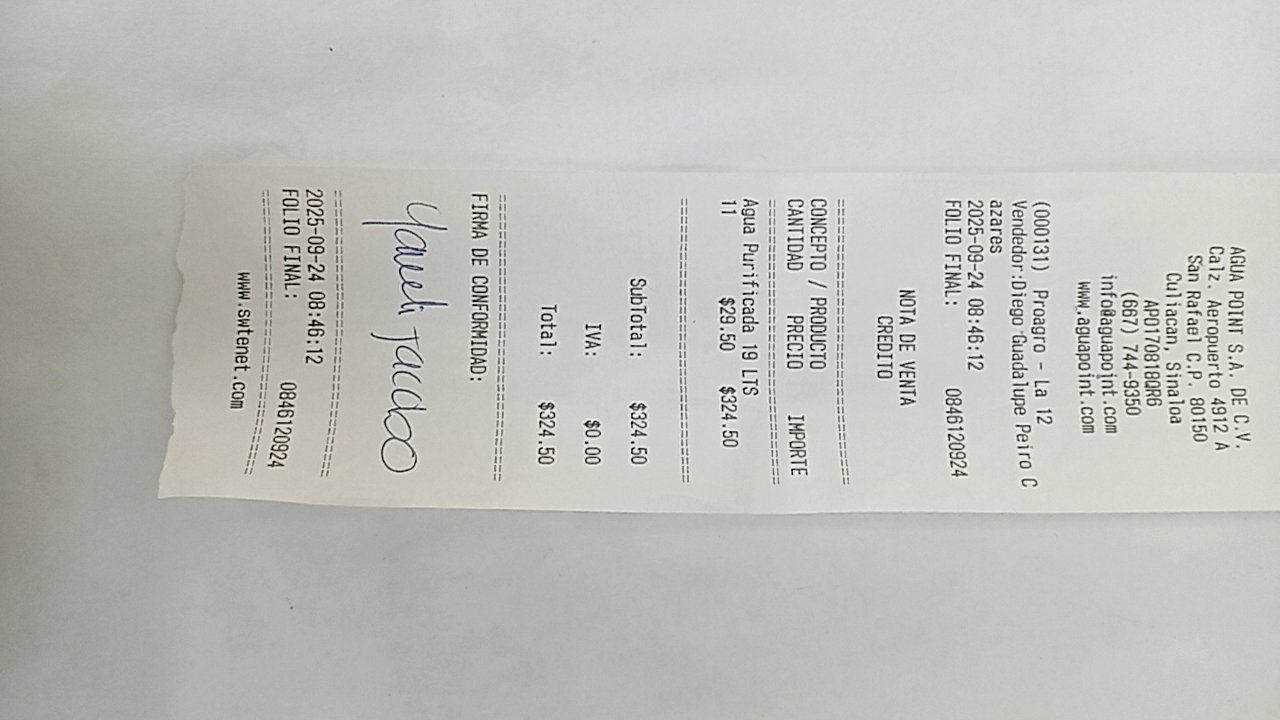 AGUA POINT S.A. DE C.V.
Calz. Aeropuerto 4912 A
San Rafael C.P. 80150
Culiacan, Sinaloa
APO170818QR6
(667) 744-9350
info@aguapoint.com
www.aguapoint.com
(000131) Proagro - La 12
Vendedor:Diego Guadalupe Peiro C
azares
2025-09-24 08:46:12
FOLIO FINAL: 0846120924
NOTA DE VENTA
CREDITO
================================
CONCEPTO / PRODUCTO
CANTIDAD PRECIO IMPORTE
================================
Agua Purificada 19 LTS
11 $29.50 $324.50
================================
SubTotal: $324.50
IVA: $0.00
Total: $324.50
================================
FIRMA DE CONFORMIDAD:
Yaneli Jacobo
================================
2025-09-24 08:46:12
FOLIO FINAL: 0846120924
================================
www.swtenet.com